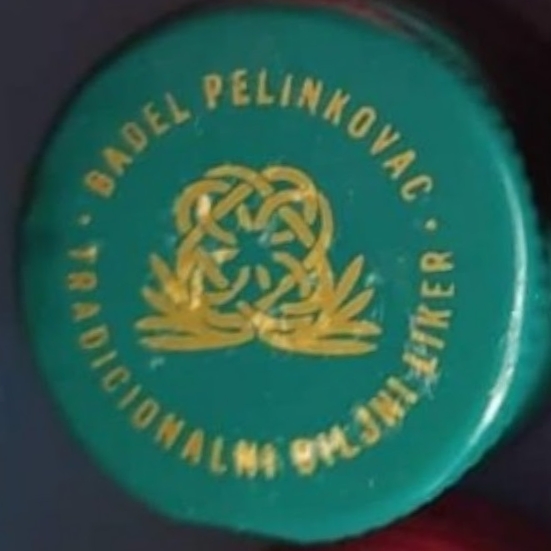 BADEL PELINKOVAC
TRADICIONALNI BILJNI LIKER